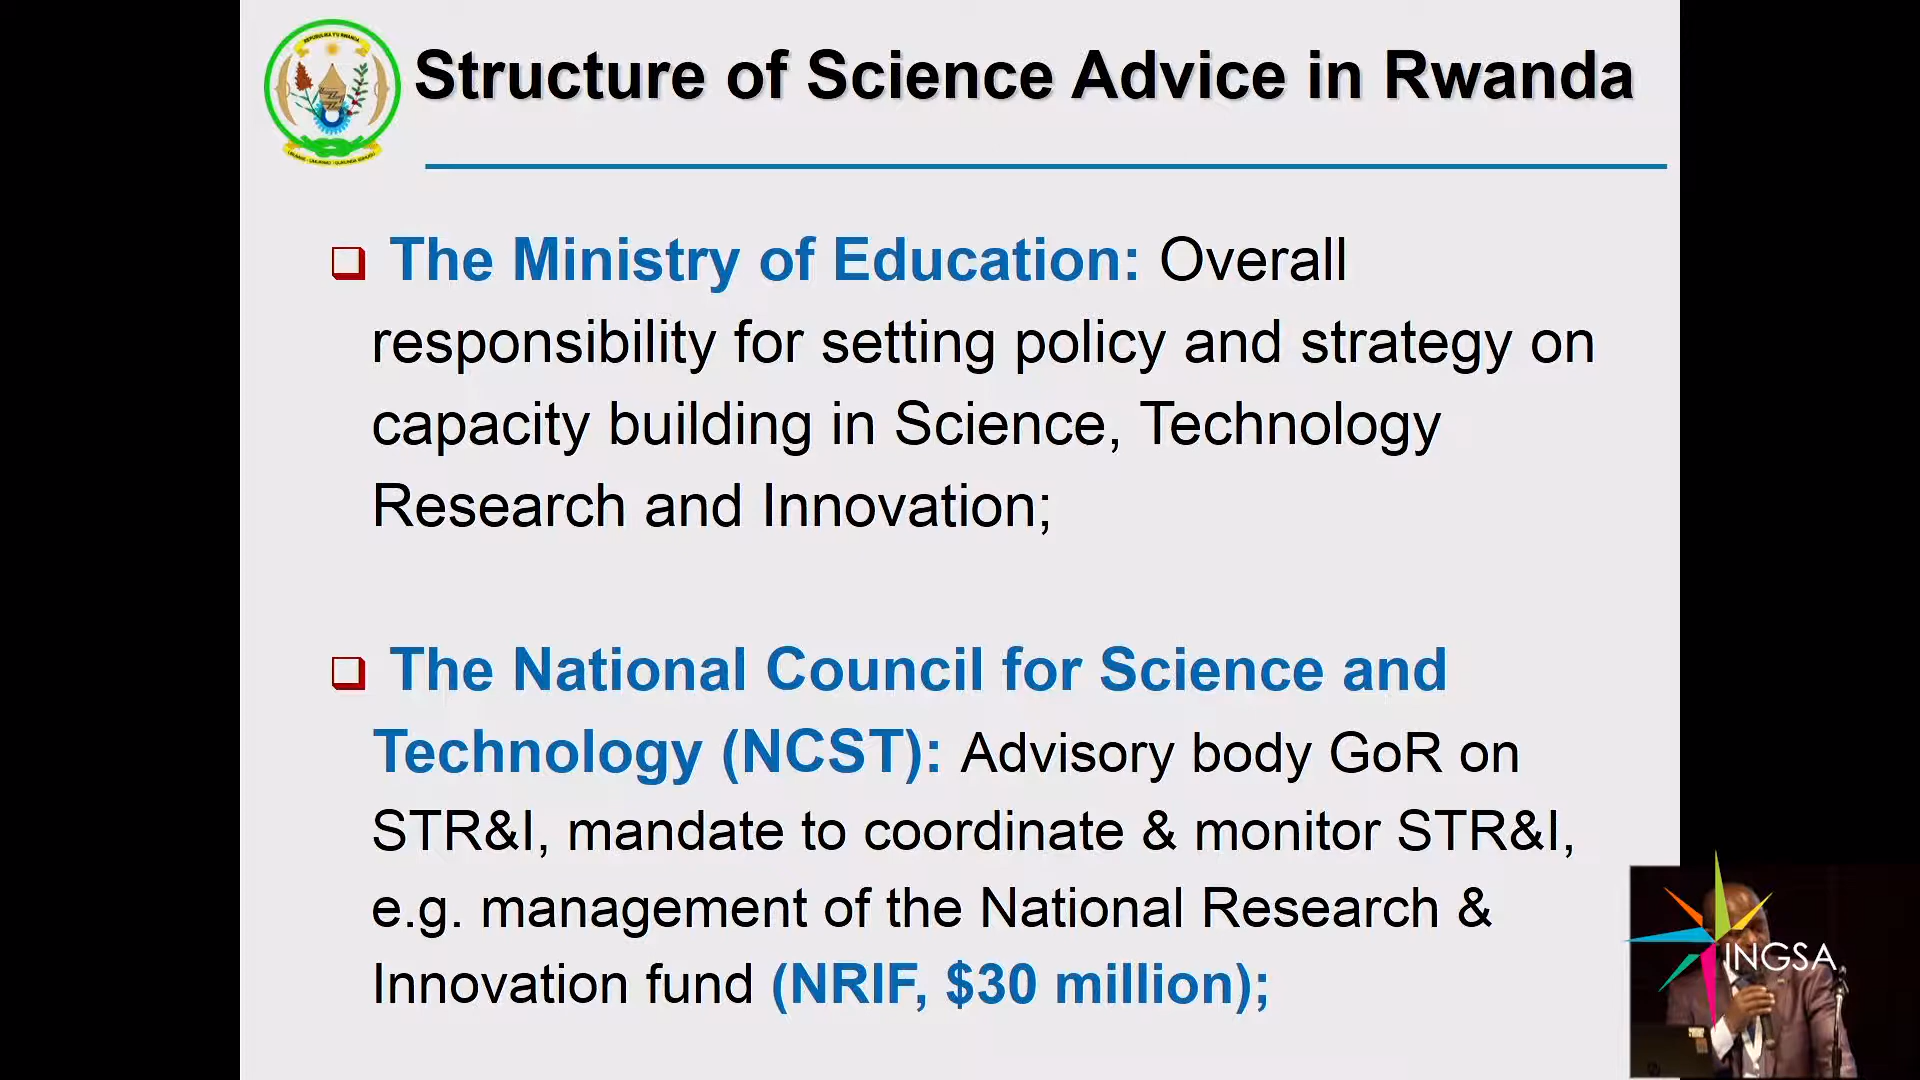 REPUBULIKA Y'U RWANDA
Structure of Science Advice in Rwanda
The Ministry of Education: Overall
responsibility for setting policy and strategy on
capacity building in Science, Technology
Research and Innovation;
The National Council for Science and
Technology (NCST): Advisory body GoR on
STR&I, mandate to coordinate & monitor STR&I,
e.g. management of the National Research &
Innovation fund (NRIF, $30 million);
INGSA